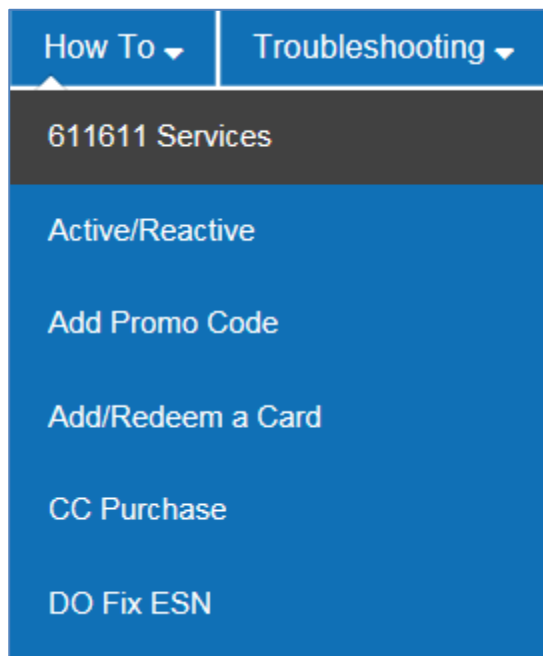 How To Troubleshooting
611611 Services
Active/Reactive
Add Promo Code
Add/Redeem a Card
CC Purchase
DO Fix ESN